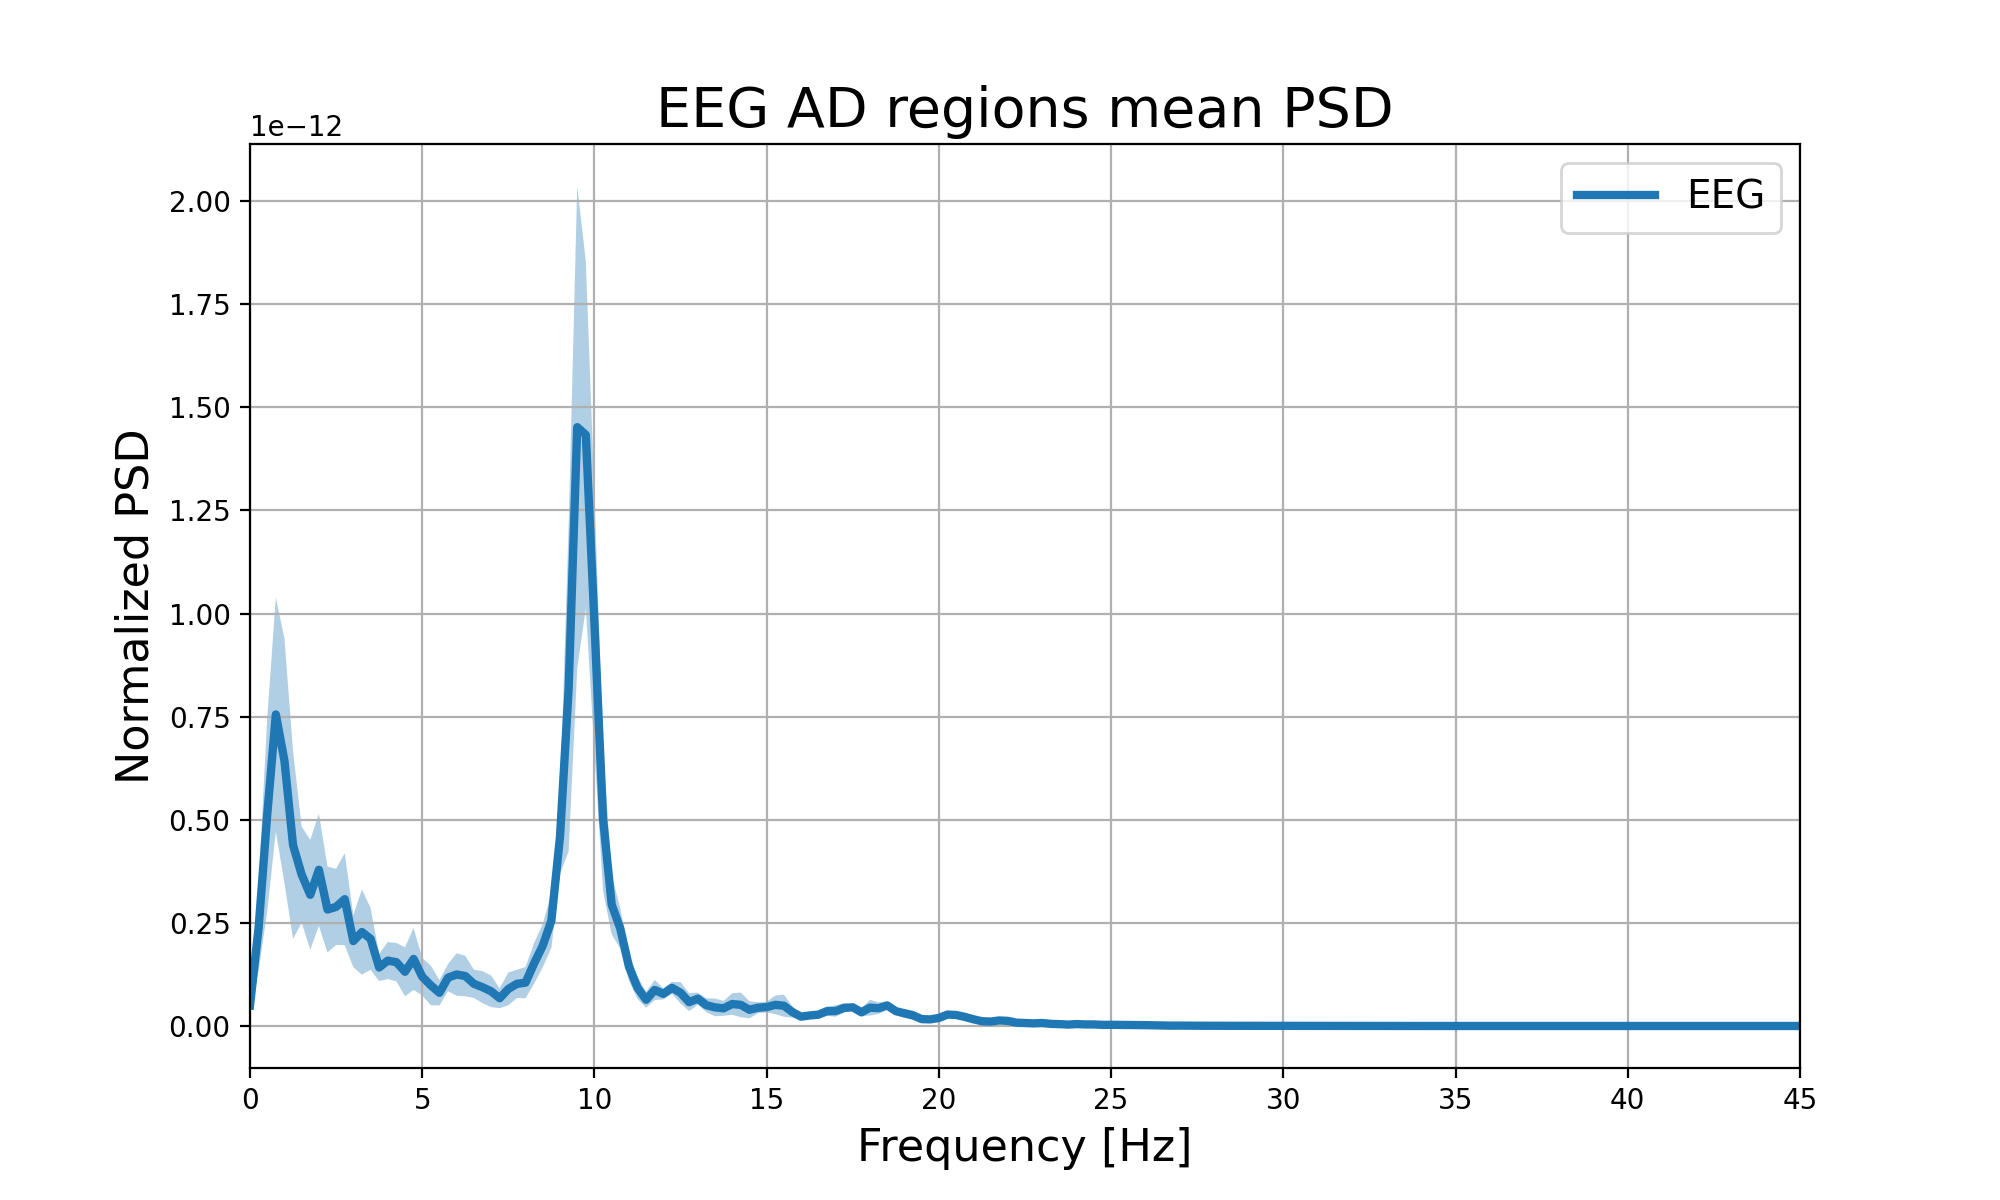 EEG AD regions mean PSD
1e−12
EEG
2.00
1.75
1.50
1.25
1.00
0.75
0.50
0.25
0.00
Normalized PSD
0 5 10 15 20 25 30 35 40 45
Frequency [Hz]